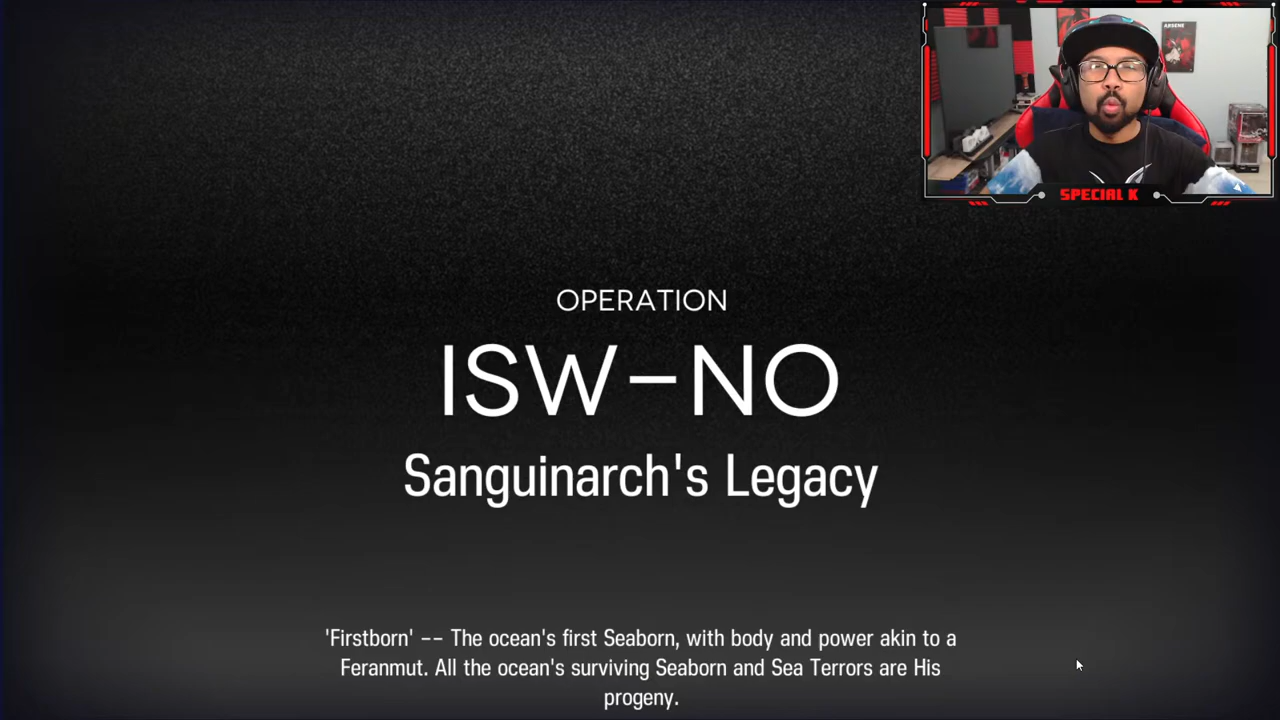 ARSENE
SPECIAL K
OPERATION
ISW-NO
Sanguinarch's Legacy
'Firstborn' -- The ocean's first Seaborn, with body and power akin to a
Feranmut. All the ocean's surviving Seaborn and Sea Terrors are His
progeny.